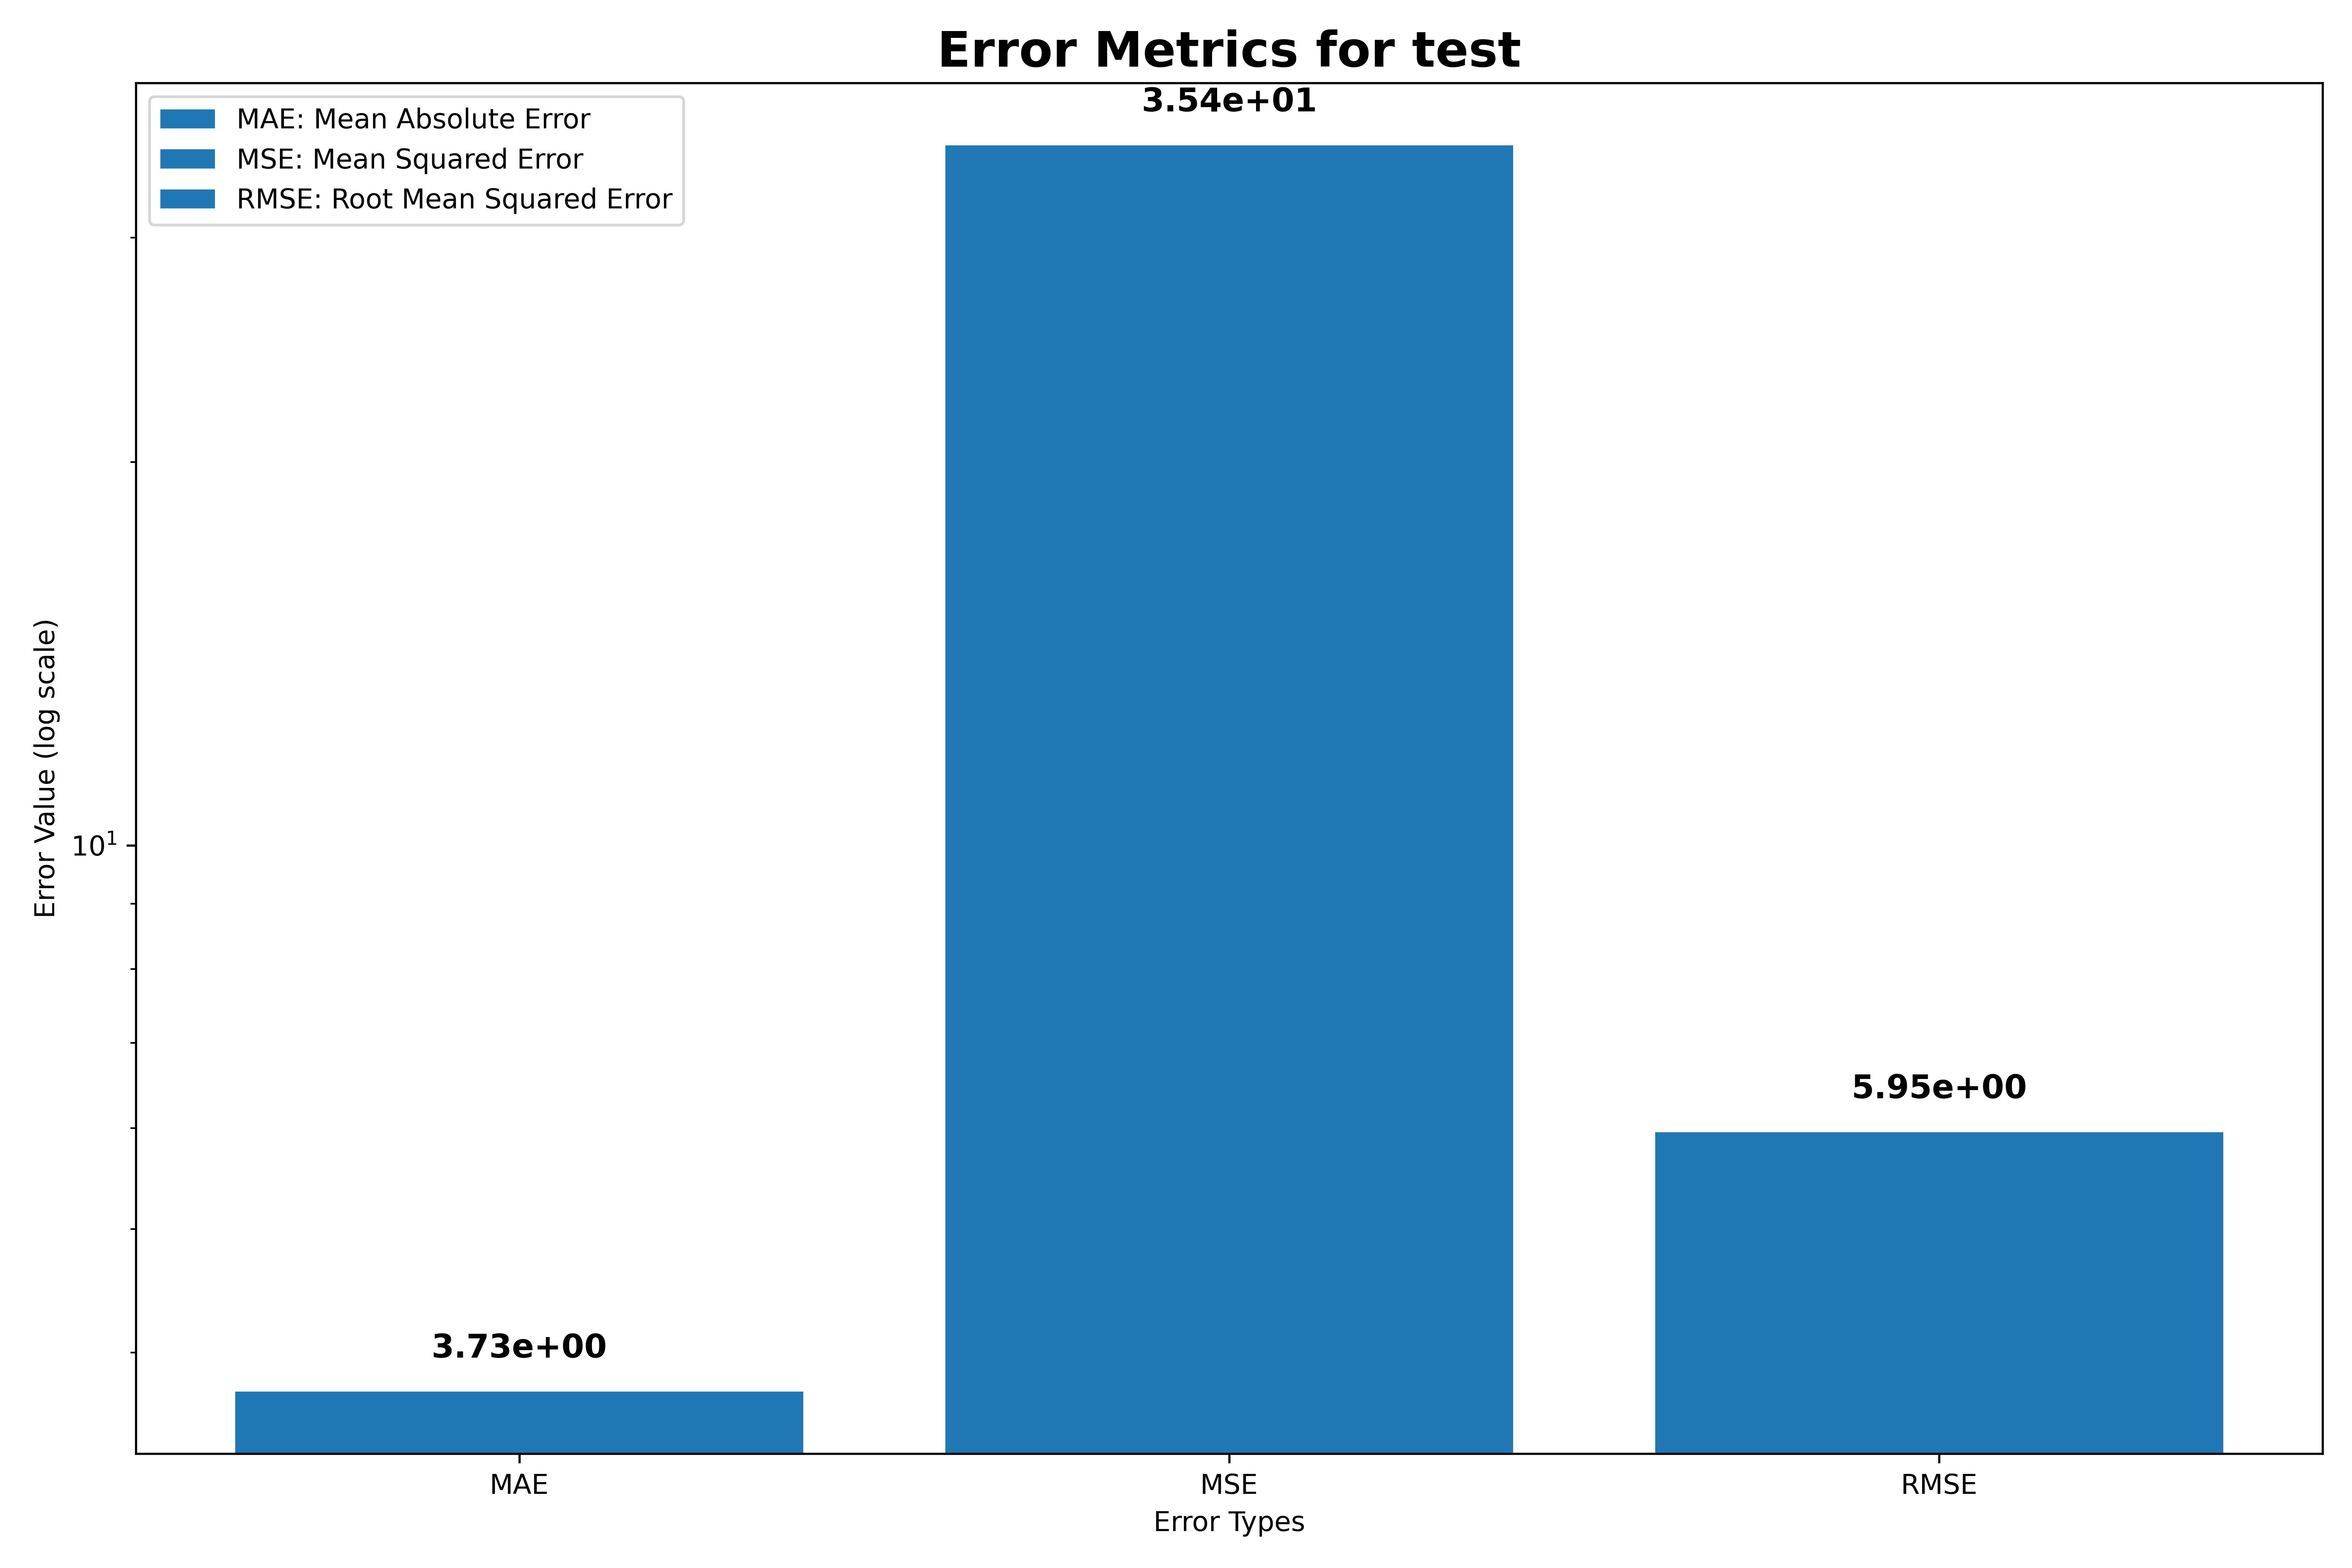 Error Metrics for test
3.54e+01
MAE: Mean Absolute Error
MSE: Mean Squared Error
RMSE: Root Mean Squared Error
Error Value (log scale)
10¹
5.95e+00
3.73e+00
MAE
MSE
RMSE
Error Types